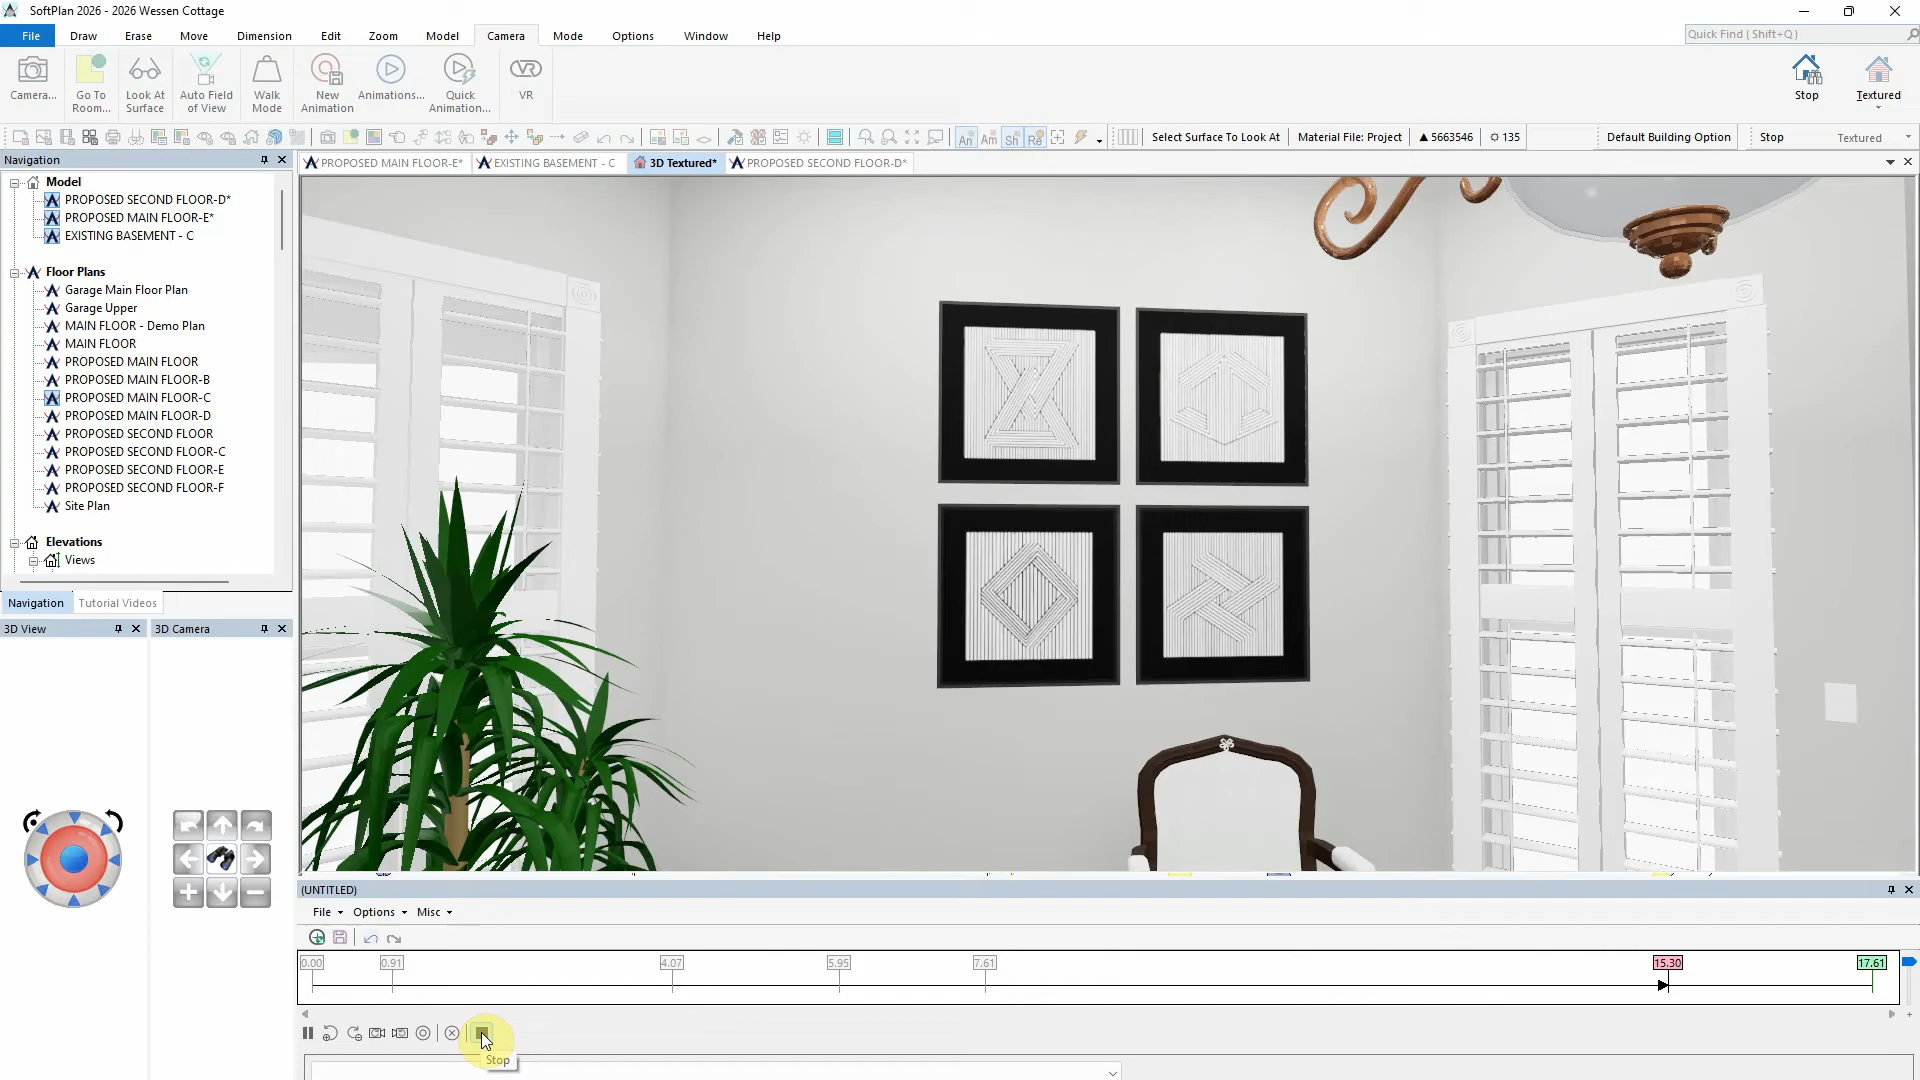 SoftPlan 2026 - 2026 Wessen Cottage
File Draw Erase Move Dimension Edit Zoom Model Camera Mode Options Window Help
Quick Find ( Shift+Q )
Camera...
Go To Room...
Look At Surface
Auto Field of View
Walk Mode
New Animation
Animations...
Quick Animation...
VR
Stop
Textured
An Am Sh Re
Select Surface To Look At
Material File: Project
5663546
135
Default Building Option
Stop
Textured
Navigation
PROPOSED MAIN FLOOR-E*
EXISTING BASEMENT - C
3D Textured*
PROPOSED SECOND FLOOR-D*
Model
PROPOSED SECOND FLOOR-D*
PROPOSED MAIN FLOOR-E*
EXISTING BASEMENT - C
Floor Plans
Garage Main Floor Plan
Garage Upper
MAIN FLOOR - Demo Plan
MAIN FLOOR
PROPOSED MAIN FLOOR
PROPOSED MAIN FLOOR-B
PROPOSED MAIN FLOOR-C
PROPOSED MAIN FLOOR-D
PROPOSED SECOND FLOOR
PROPOSED SECOND FLOOR-C
PROPOSED SECOND FLOOR-E
PROPOSED SECOND FLOOR-F
Site Plan
Elevations
Views
Navigation
Tutorial Videos
3D View
3D Camera
(UNTITLED)
File Options Misc
0.00 0.91 4.07 5.95 7.61 15.30 17.61
Stop